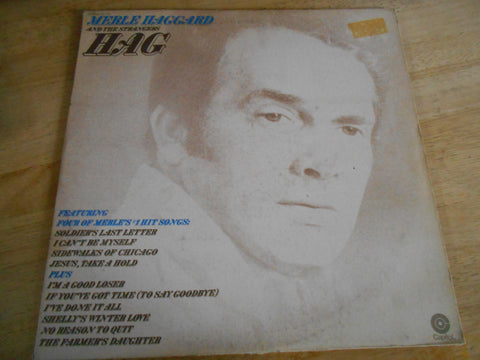 MERLE HAGGARD
AND THE STRANGERS
HAG
FEATURING
FOUR OF MERLE'S #1 HIT SONGS:
SOLDIER'S LAST LETTER
I CAN'T BE MYSELF
SIDEWALKS OF CHICAGO
JESUS, TAKE A HOLD
PLUS
I'M A GOOD LOSER
IF YOU'VE GOT TIME (TO SAY GOODBYE)
I'VE DONE IT ALL
SHELLY'S WINTER LOVE
NO REASON TO QUIT
THE FARMER'S DAUGHTER
Capitol